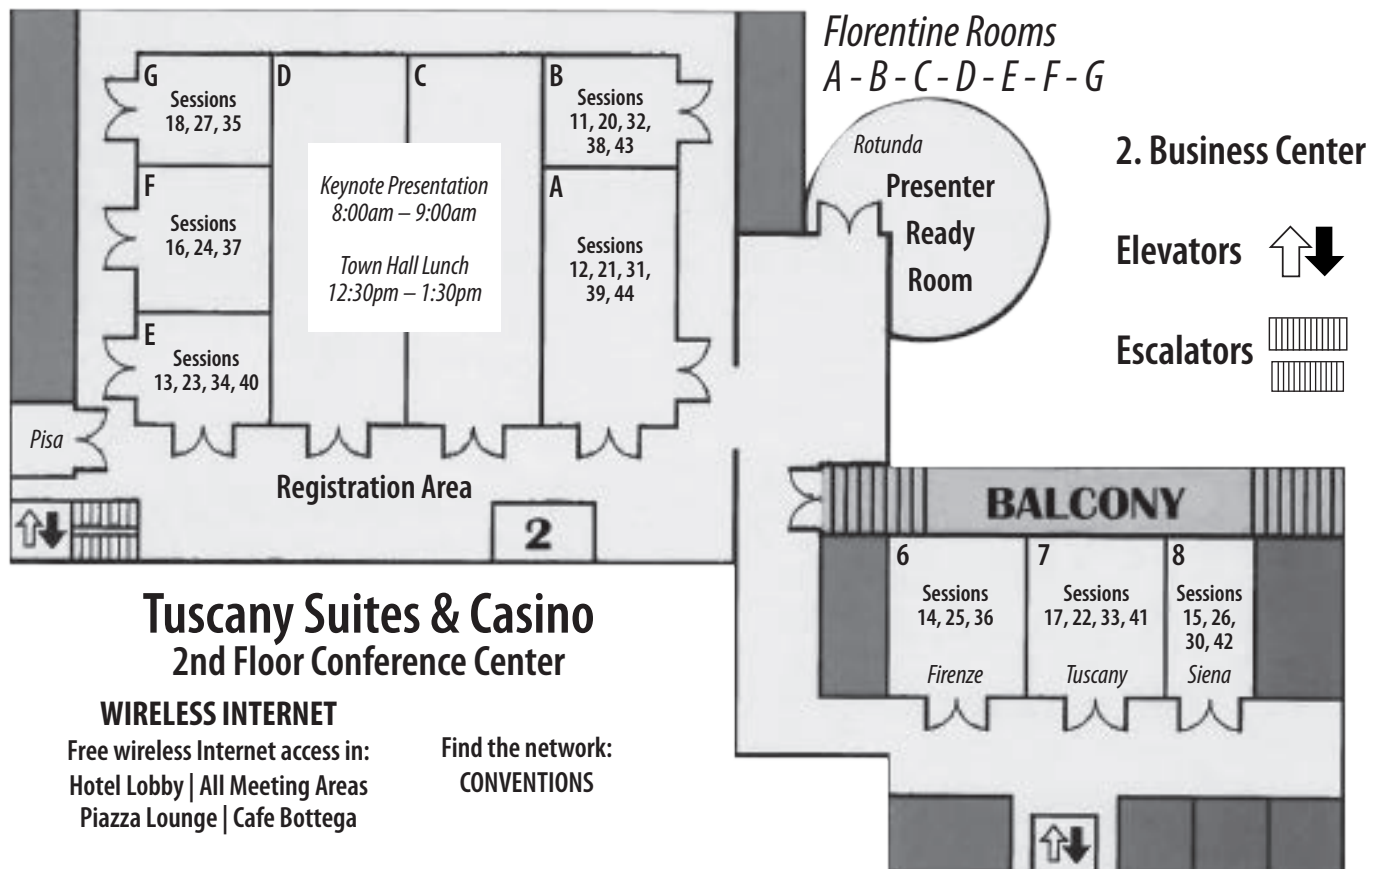 Florentine Rooms
A - B - C - D - E - F - G
G
Sessions
18, 27, 35
D
C
B
Sessions
11, 20, 32,
38, 43
F
Sessions
16, 24, 37
Keynote Presentation
8:00am – 9:00am
Town Hall Lunch
12:30pm – 1:30pm
A
Sessions
12, 21, 31,
39, 44
E
Sessions
13, 23, 34, 40
Rotunda
Presenter
Ready
Room
2. Business Center
Elevators
Escalators
Pisa
Registration Area
2
BALCONY
6
Sessions
14, 25, 36
Firenze
7
Sessions
17, 22, 33, 41
Tuscany
8
Sessions
15, 26,
30, 42
Siena
Tuscany Suites & Casino
2nd Floor Conference Center
WIRELESS INTERNET
Free wireless Internet access in:
Hotel Lobby | All Meeting Areas
Piazza Lounge | Cafe Bottega
Find the network:
CONVENTIONS